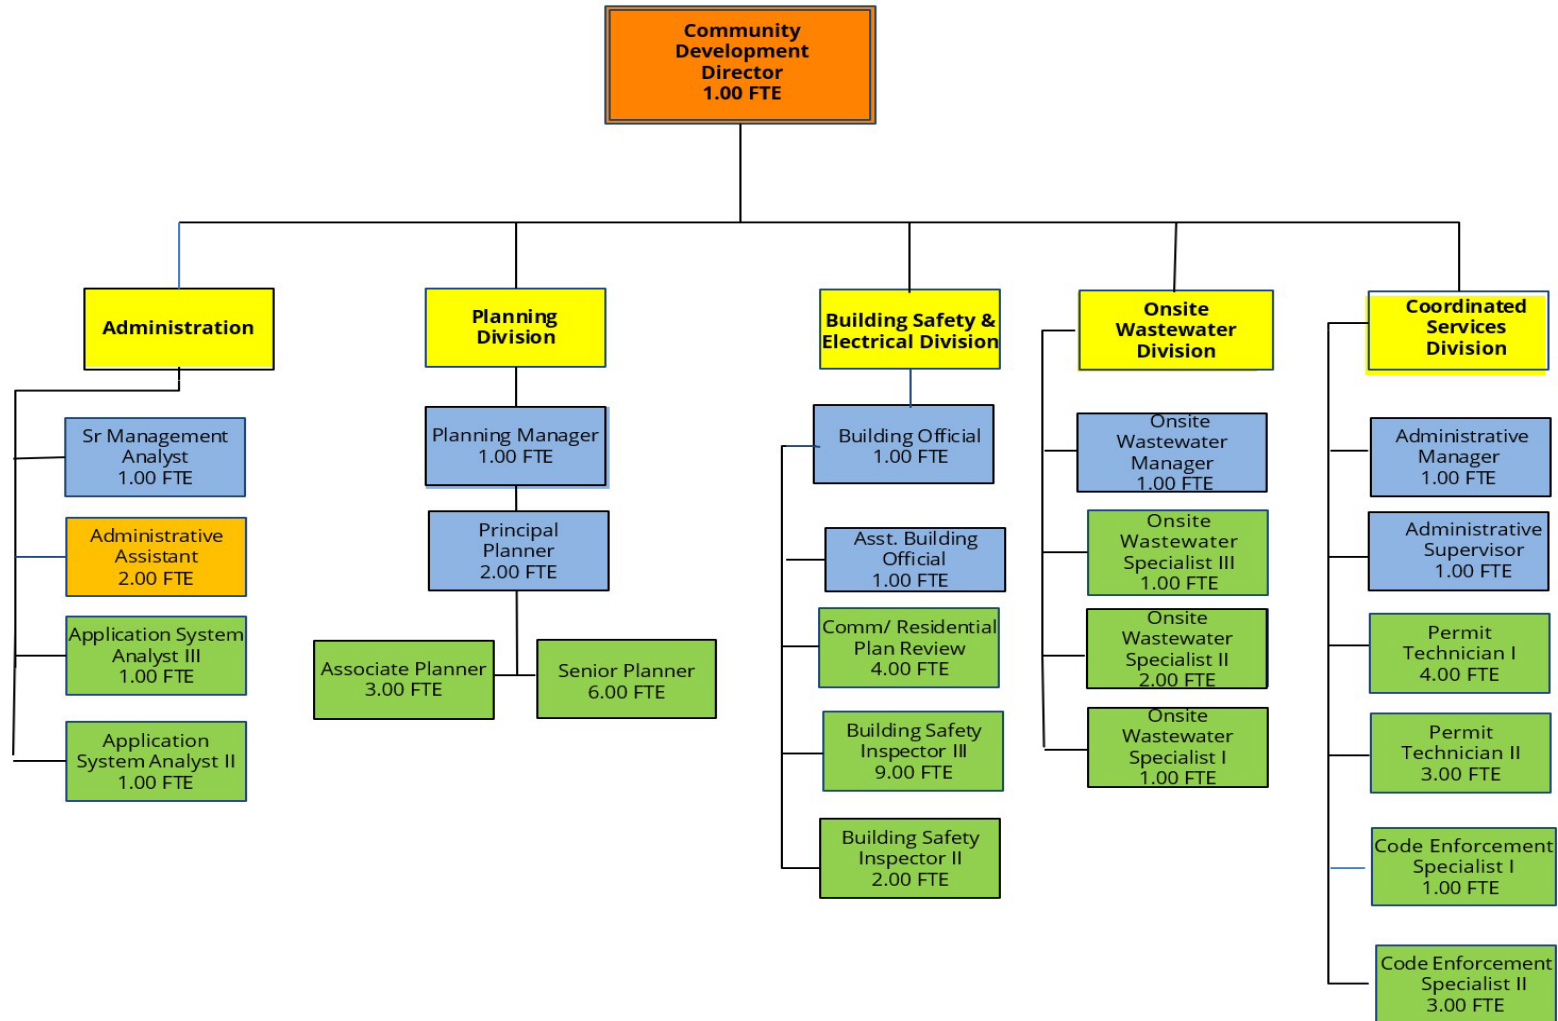 Community
Development
Director
1.00 FTE
Administration
Sr Management
Analyst
1.00 FTE
Administrative
Assistant
2.00 FTE
Application System
Analyst III
1.00 FTE
Application
System Analyst II
1.00 FTE
Planning
Division
Planning Manager
1.00 FTE
Principal
Planner
2.00 FTE
Associate Planner
3.00 FTE
Senior Planner
6.00 FTE
Building Safety &
Electrical Division
Building Official
1.00 FTE
Asst. Building
Official
1.00 FTE
Comm/ Residential
Plan Review
4.00 FTE
Building Safety
Inspector III
9.00 FTE
Building Safety
Inspector II
2.00 FTE
Onsite
Wastewater
Division
Onsite
Wastewater
Manager
1.00 FTE
Onsite
Wastewater
Specialist III
1.00 FTE
Onsite
Wastewater
Specialist II
2.00 FTE
Onsite
Wastewater
Specialist I
1.00 FTE
Coordinated
Services
Division
Administrative
Manager
1.00 FTE
Administrative
Supervisor
1.00 FTE
Permit
Technician I
4.00 FTE
Permit
Technician II
3.00 FTE
Code Enforcement
Specialist I
1.00 FTE
Code Enforcement
Specialist II
3.00 FTE